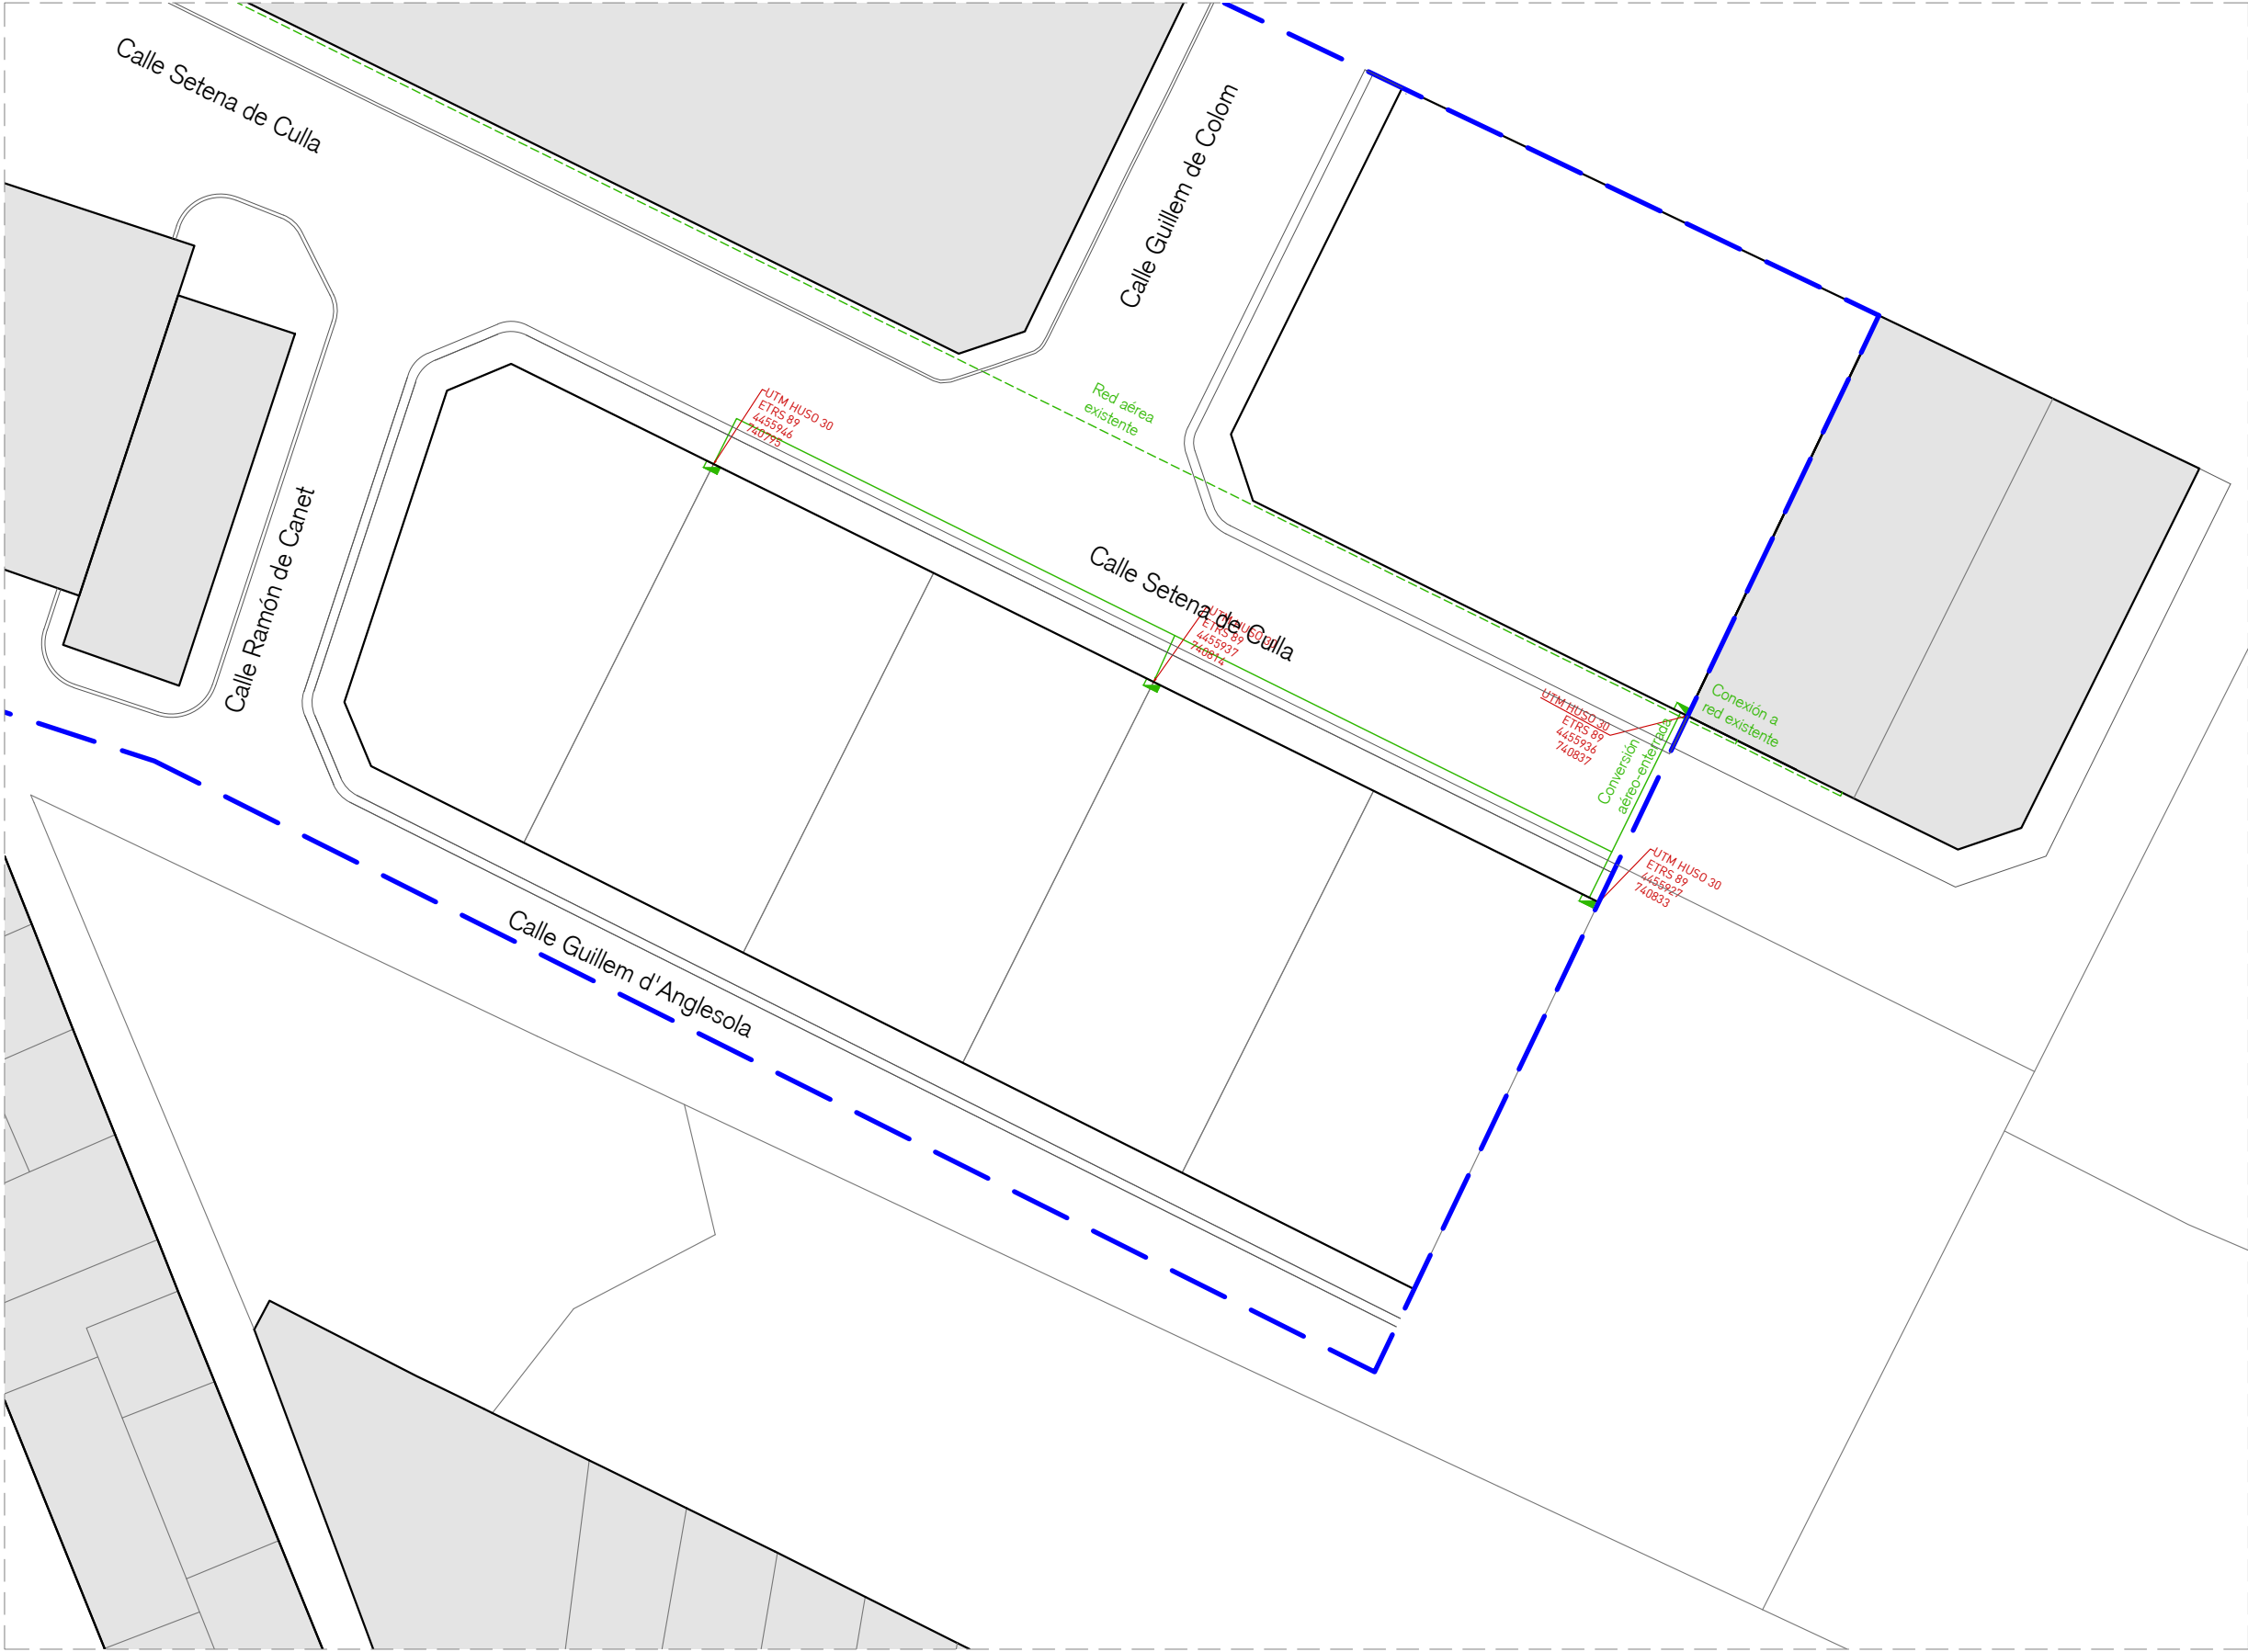 Calle Setena de Culla
Calle Guillem de Colom
Red aérea
existente
UTM HUSO 30
ETRS 89
4455946
740795
Calle Ramón de Canet
Calle Setena de Culla
UTM HUSO 30
ETRS 89
4455937
740814
UTM HUSO 30
ETRS 89
4455936
740837
Conexión a
red existente
Conversión
aéreo-enterrada
UTM HUSO 30
ETRS 89
4455927
740833
Calle Guillem d'Anglesola